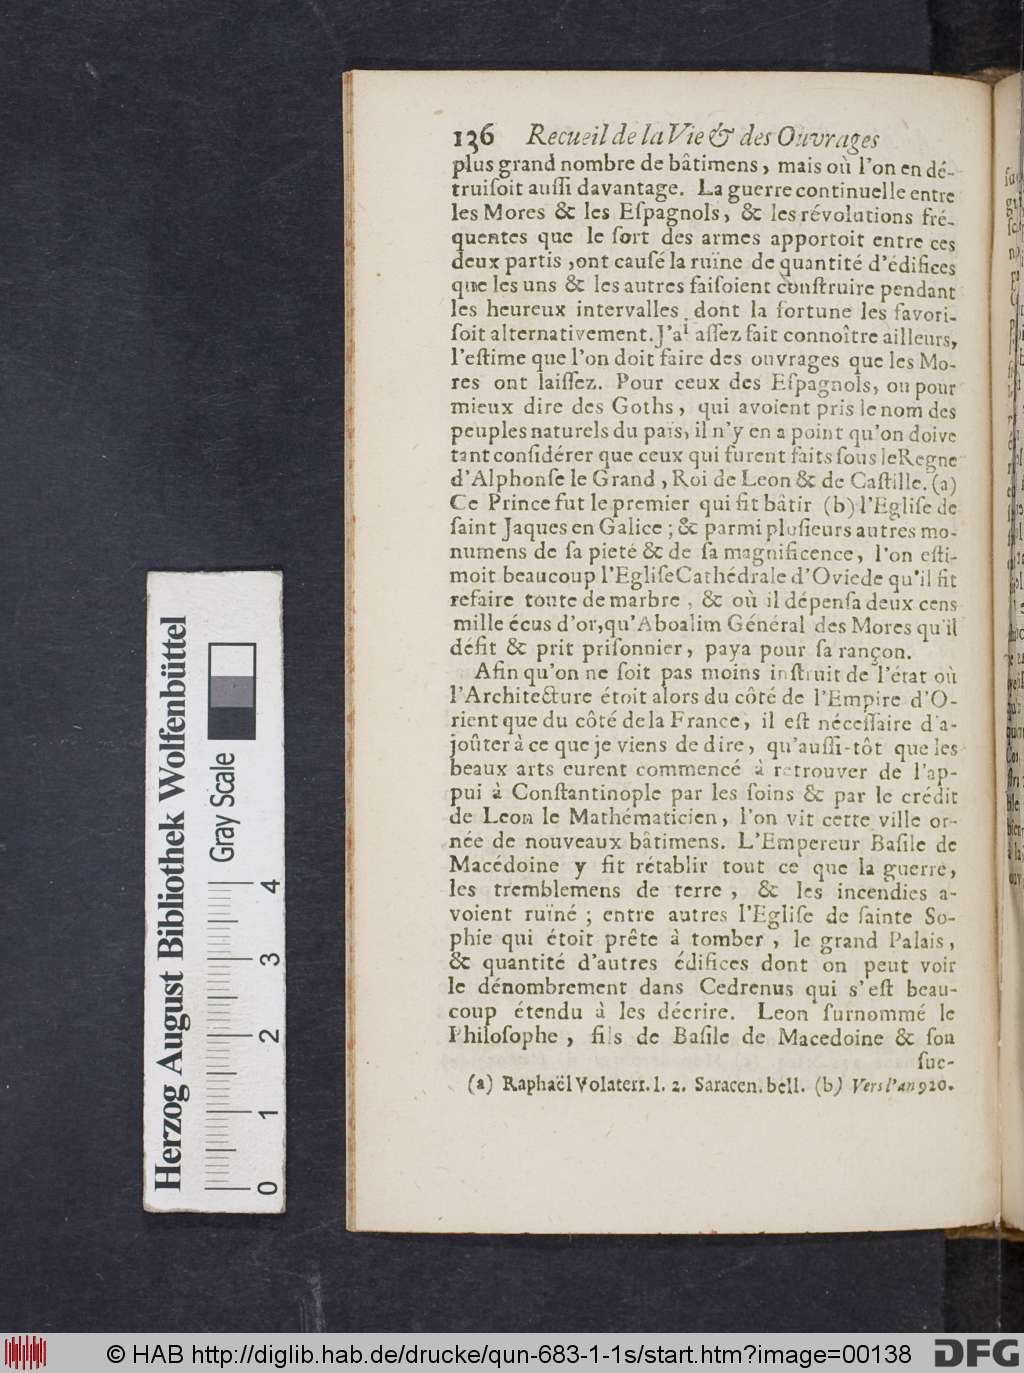 136 Recueil de la Vie & des Ouvrages
plus grand nombre de bâtimens, mais où l'on en dé-
truiſoit auſſi davantage. La guerre continuelle entre
les Mores & les Eſpagnols, & les révolutions fré-
quentes que le ſort des armes apportoit entre ces
deux partis ,ont cauſé la ruïne de quantité d'édifices
que les uns & les autres faiſoient conſtruire pendant
les heureux intervalles dont la fortune les favori-
ſoit alternativement. J'ai aſſez fait connoître ailleurs,
l'eſtime que l'on doit faire des ouvrages que les Mo-
res ont laiſſez. Pour ceux des Eſpagnols, ou pour
mieux dire des Goths, qui avoient pris le nom des
peuples naturels du païs, il n'y en a point qu'on doive
tant conſidérer que ceux qui furent faits ſous le Regne
d'Alphonſe le Grand, Roi de Leon & de Caſtille. (a)
Ce Prince fut le premier qui fit bâtir (b) l'Egliſe de
ſaint Jaques en Galice ; & parmi pluſieurs autres mo-
numens de ſa pieté & de ſa magnificence, l'on eſti-
moit beaucoup l'Egliſe Cathédrale d'Oviede qu'il fit
refaire toute de marbre, & où il dépenſa deux cens
mille écus d'or, qu'Aboalim Général des Mores qu'il
défit & prit priſonnier, paya pour ſa rançon.
Afin qu'on ne ſoit pas moins inſtruit de l'état où
l'Architecture étoit alors du côté de l'Empire d'O-
rient que du côté de la France, il eſt néceſſaire d'a-
joûter à ce que je viens de dire, qu'auſſi-tôt que les
beaux arts eurent commencé à retrouver de l'ap-
pui à Conſtantinople par les ſoins & par le crédit
de Leon le Mathématicien, l'on vit cette ville or-
née de nouveaux bâtimens. L'Empereur Baſile de
Macédoine y fit rétablir tout ce que la guerre,
les tremblemens de terre, & les incendies a-
voient ruïné ; entre autres l'Egliſe de ſainte So-
phie qui étoit prête à tomber, le grand Palais,
& quantité d'autres édifices dont on peut voir
le dénombrement dans Cedrenus qui s'eſt beau-
coup étendu à les décrire. Leon ſurnommé le
Philoſophe, fils de Baſile de Macedoine & ſon
ſuc-
(a) Raphaël Volaterr. l. 2. Saracen. bell. (b) Vers l'an 920.
Herzog August Bibliothek Wolfenbüttel
Gray Scale
0 1 2 3 4
© HAB http://diglib.hab.de/drucke/qun-683-1-1s/start.htm?image=00138
DFG